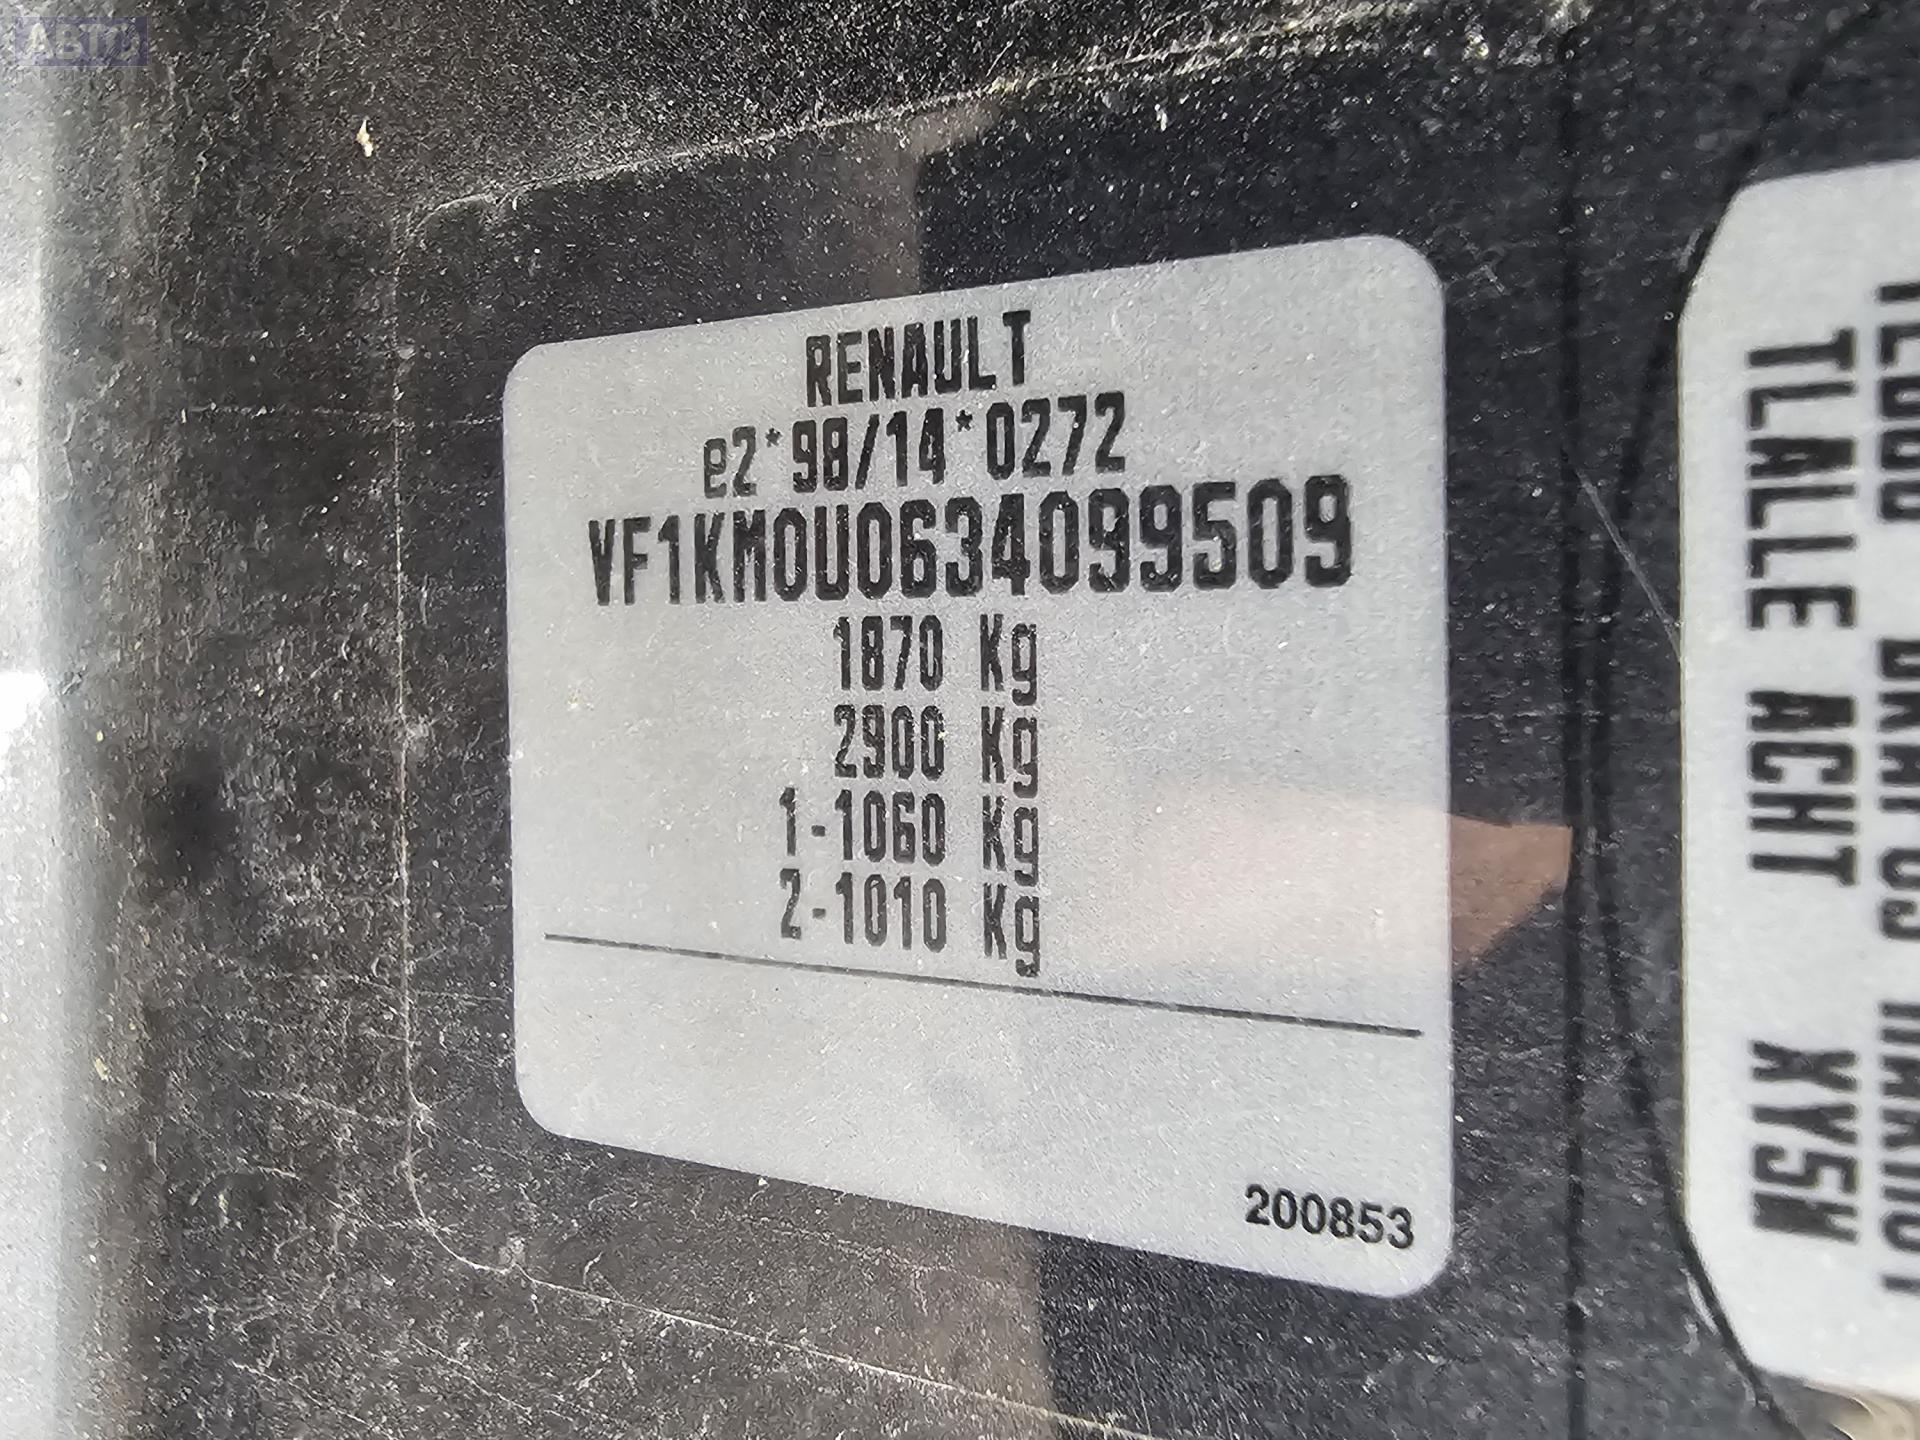 RENAULT
e2*98/14*0272
VF1KM0U0634099509
1870 Kg
2900 Kg
1-1060 Kg
2-1010 Kg
200853
TLALLE ACHT XY5W